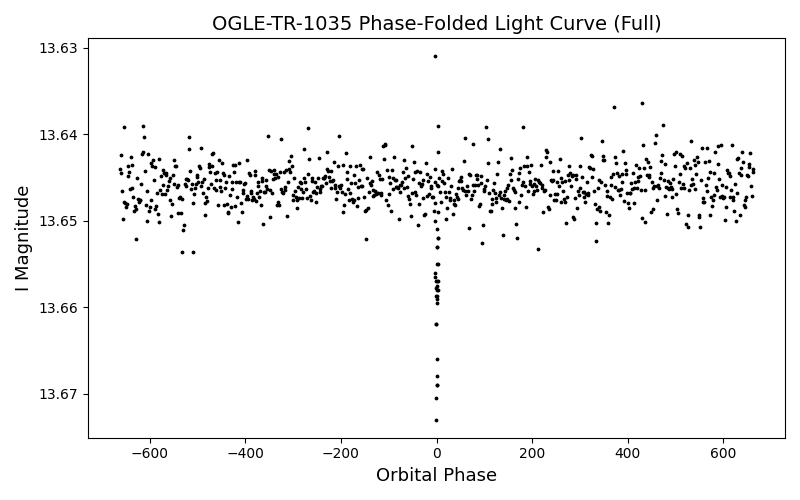 OGLE-TR-1035 Phase-Folded Light Curve (Full)
13.63
13.64
13.65
13.66
13.67
I Magnitude
−600 −400 −200 0 200 400 600
Orbital Phase